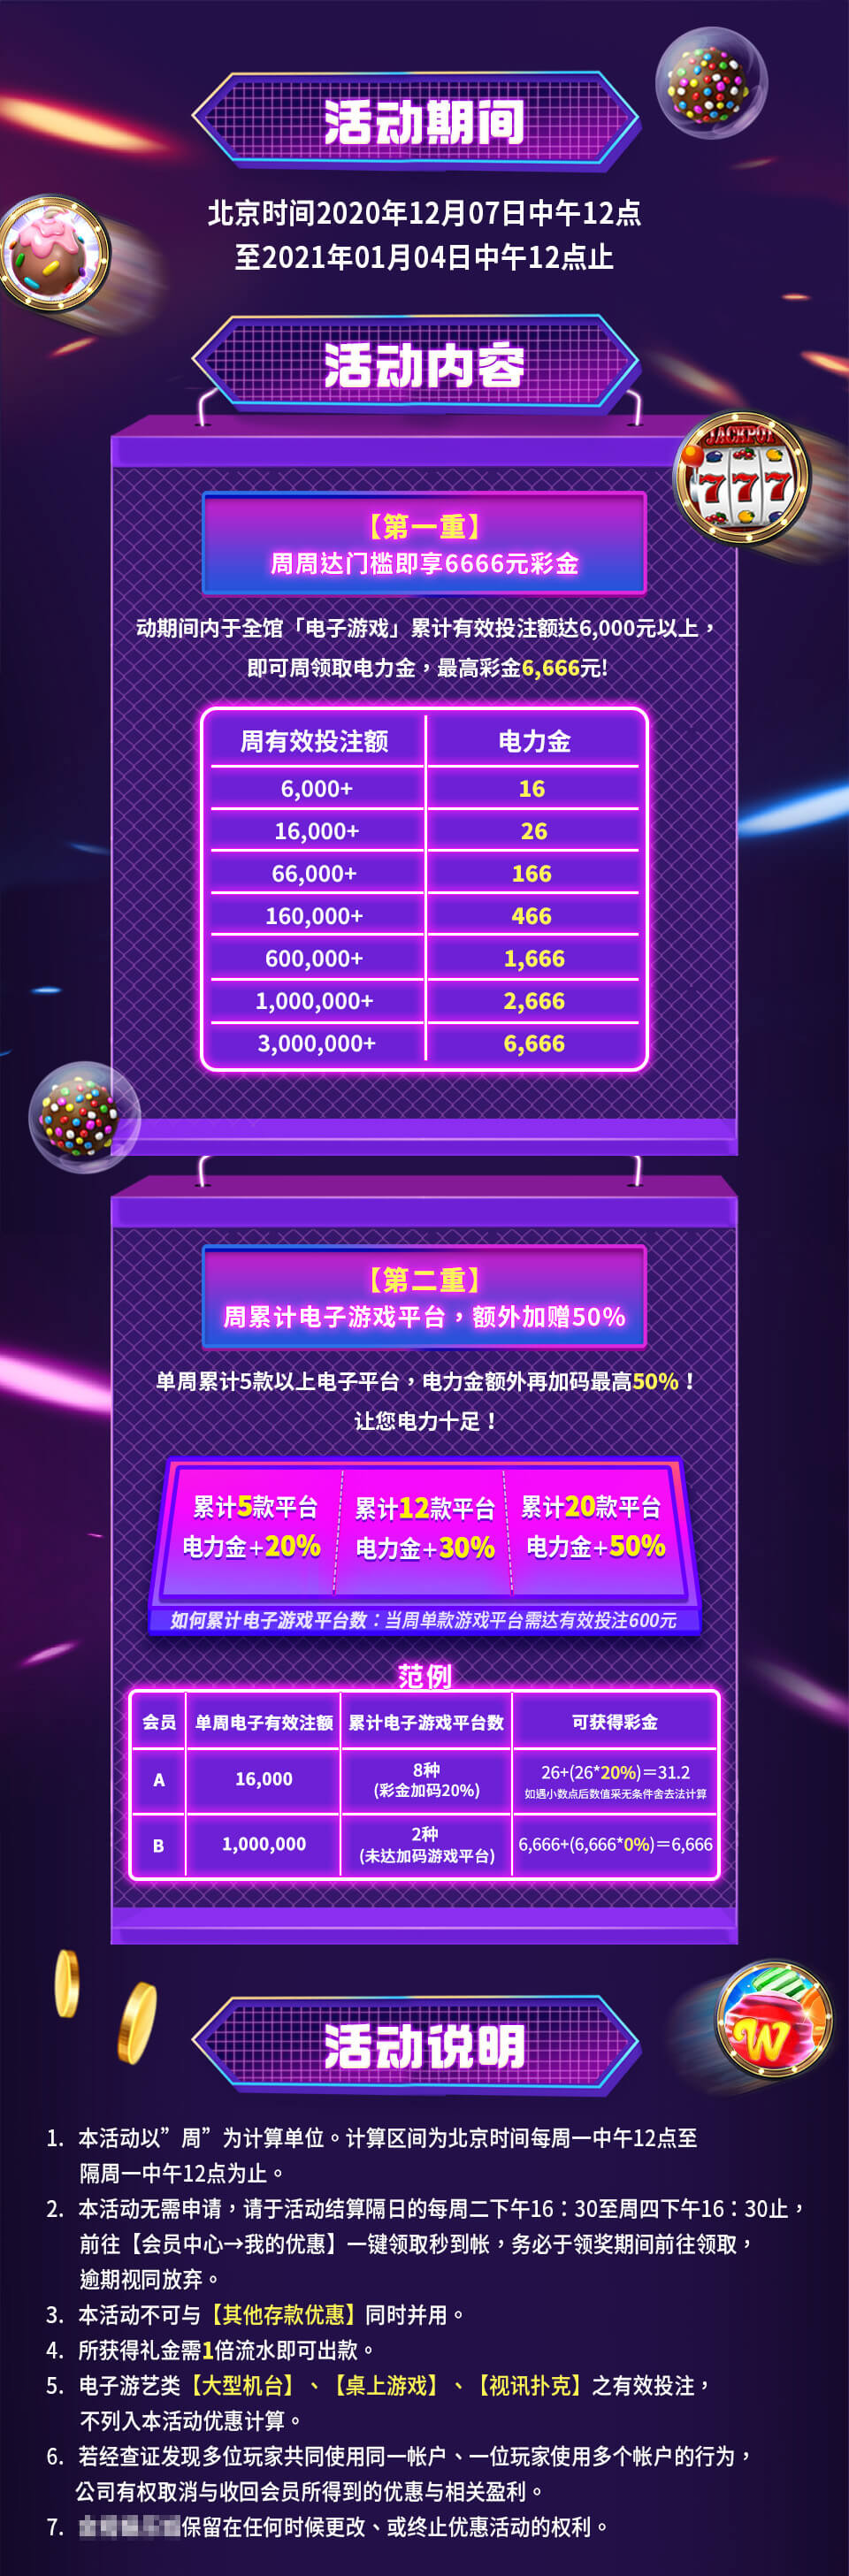 活动期间
北京时间2020年12月07日中午12点
至2021年01月04日中午12点止
活动内容
JACKPOT
777
【第一重】
周周达门槛即享6666元彩金
动期间内于全馆「电子游戏」累计有效投注额达6,000元以上，
即可周领取电力金，最高彩金6,666元!
周有效投注额 电力金
6,000+ 16
16,000+ 26
66,000+ 166
160,000+ 466
600,000+ 1,666
1,000,000+ 2,666
3,000,000+ 6,666
【第二重】
周累计电子游戏平台，额外加赠50%
单周累计5款以上电子平台，电力金额外再加码最高50%！
让您电力十足！
累计5款平台 累计12款平台 累计20款平台
电力金+20% 电力金+30% 电力金+50%
如何累计电子游戏平台数：当周单款游戏平台需达有效投注600元
范例
会员 单周电子有效注额 累计电子游戏平台数 可获得彩金
A 16,000 8种 26+(26*20%)＝31.2
(彩金加码20%) 如遇小数点后数值采无条件舍去法计算
B 1,000,000 2种 6,666+(6,666*0%)＝6,666
(未达加码游戏平台)
W
活动说明
1. 本活动以”周”为计算单位。计算区间为北京时间每周一中午12点至
隔周一中午12点为止。
2. 本活动无需申请，请于活动结算隔日的每周二下午16：30至周四下午16：30止，
前往【会员中心→我的优惠】一键领取秒到帐，务必于领奖期间前往领取，
逾期视同放弃。
3. 本活动不可与【其他存款优惠】同时并用。
4. 所获得礼金需1倍流水即可出款。
5. 电子游艺类【大型机台】、【桌上游戏】、【视讯扑克】之有效投注，
不列入本活动优惠计算。
6. 若经查证发现多位玩家共同使用同一帐户、一位玩家使用多个帐户的行为，
公司有权取消与收回会员所得到的优惠与相关盈利。
7. 保留在任何时候更改、或终止优惠活动的权利。